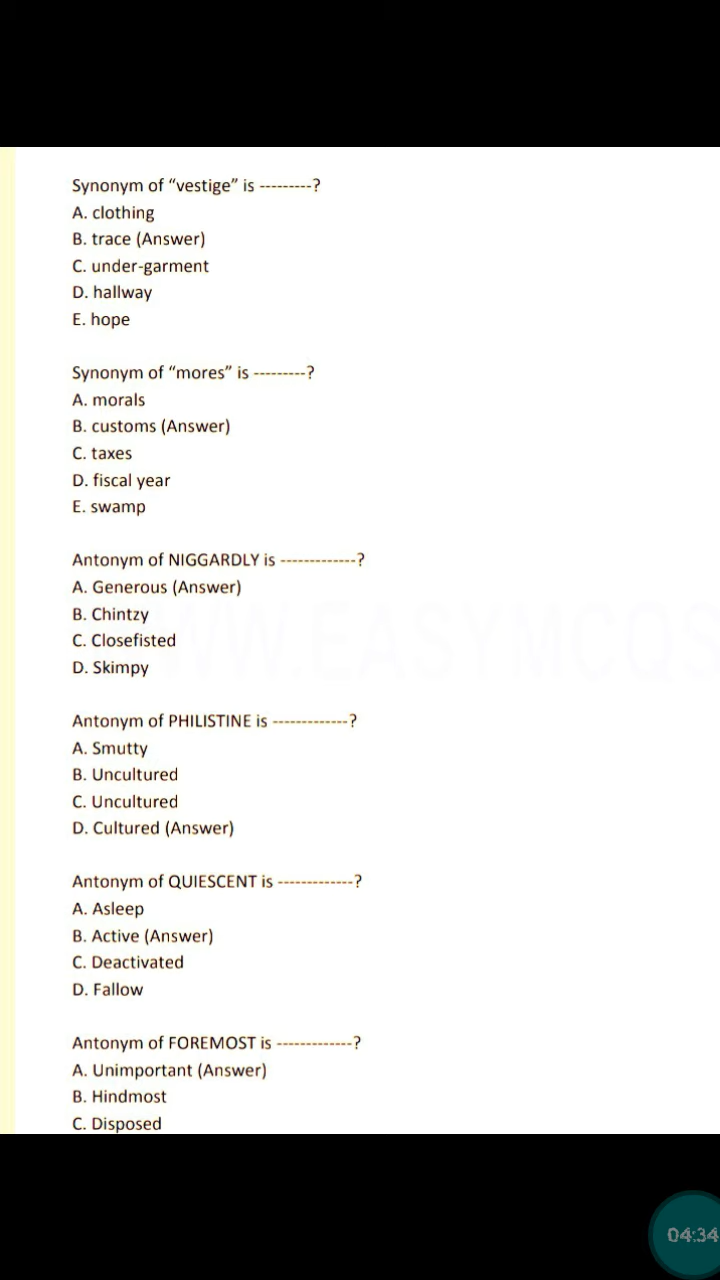 Synonym of “vestige” is ---------?
A. clothing
B. trace (Answer)
C. under-garment
D. hallway
E. hope
Synonym of “mores” is ---------?
A. morals
B. customs (Answer)
C. taxes
D. fiscal year
E. swamp
Antonym of NIGGARDLY is -------------?
A. Generous (Answer)
B. Chintzy
C. Closefisted
D. Skimpy
WW.EASYMCQS
Antonym of PHILISTINE is -------------?
A. Smutty
B. Uncultured
C. Uncultured
D. Cultured (Answer)
Antonym of QUIESCENT is -------------?
A. Asleep
B. Active (Answer)
C. Deactivated
D. Fallow
Antonym of FOREMOST is -------------?
A. Unimportant (Answer)
B. Hindmost
C. Disposed
04:34